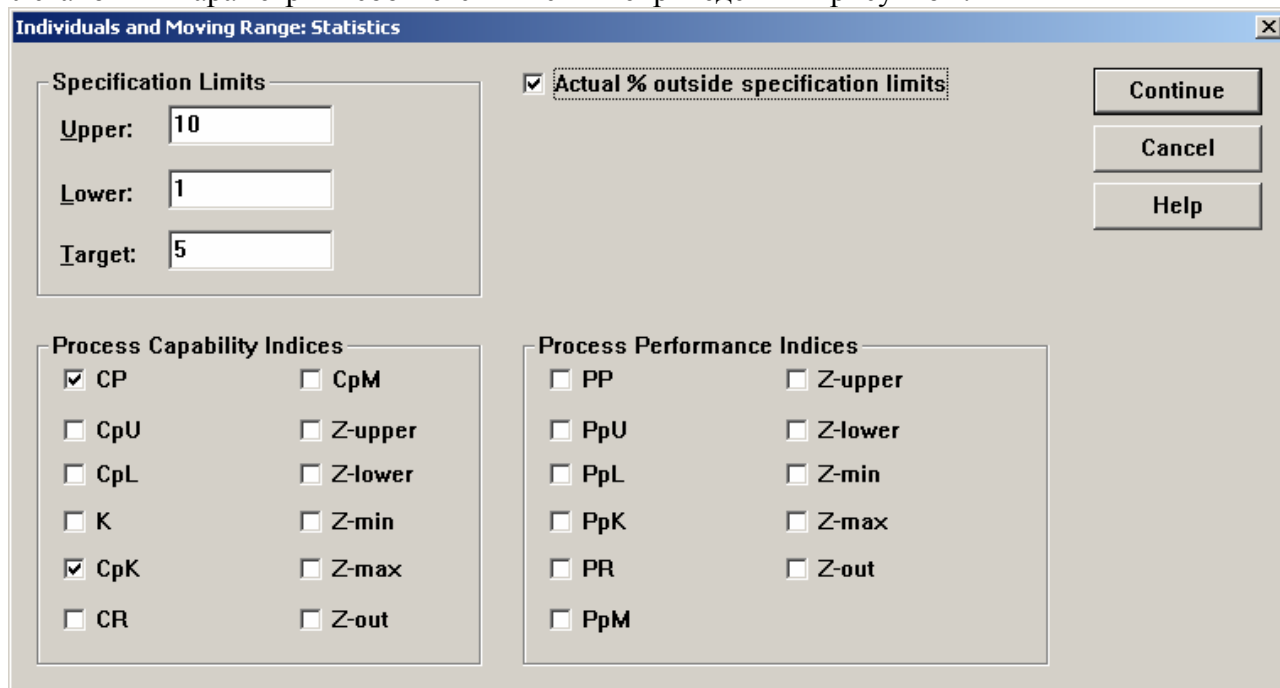 Individuals and Moving Range: Statistics
Specification Limits
Upper: 10
Lower: 1
Target: 5
Actual % outside specification limits
Continue
Cancel
Help
Process Capability Indices
CP CpM
CpU Z-upper
CpL Z-lower
K Z-min
CpK Z-max
CR Z-out
Process Performance Indices
PP Z-upper
PpU Z-lower
PpL Z-min
PpK Z-max
PR Z-out
PpM